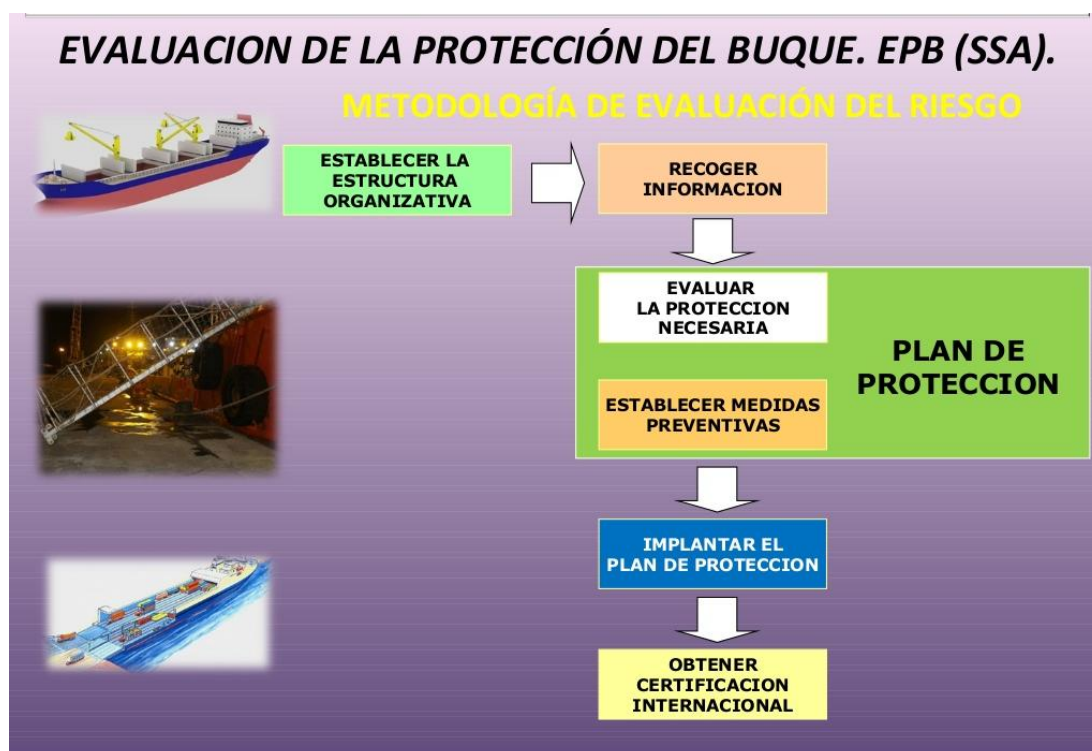 EVALUACION DE LA PROTECCIÓN DEL BUQUE. EPB (SSA).
METODOLOGÍA DE EVALUACIÓN DEL RIESGO
ESTABLECER LA
ESTRUCTURA
ORGANIZATIVA
RECOGER
INFORMACION
EVALUAR
LA PROTECCION
NECESARIA
PLAN DE
PROTECCION
ESTABLECER MEDIDAS
PREVENTIVAS
IMPLANTAR EL
PLAN DE PROTECCION
OBTENER
CERTIFICACION
INTERNACIONAL